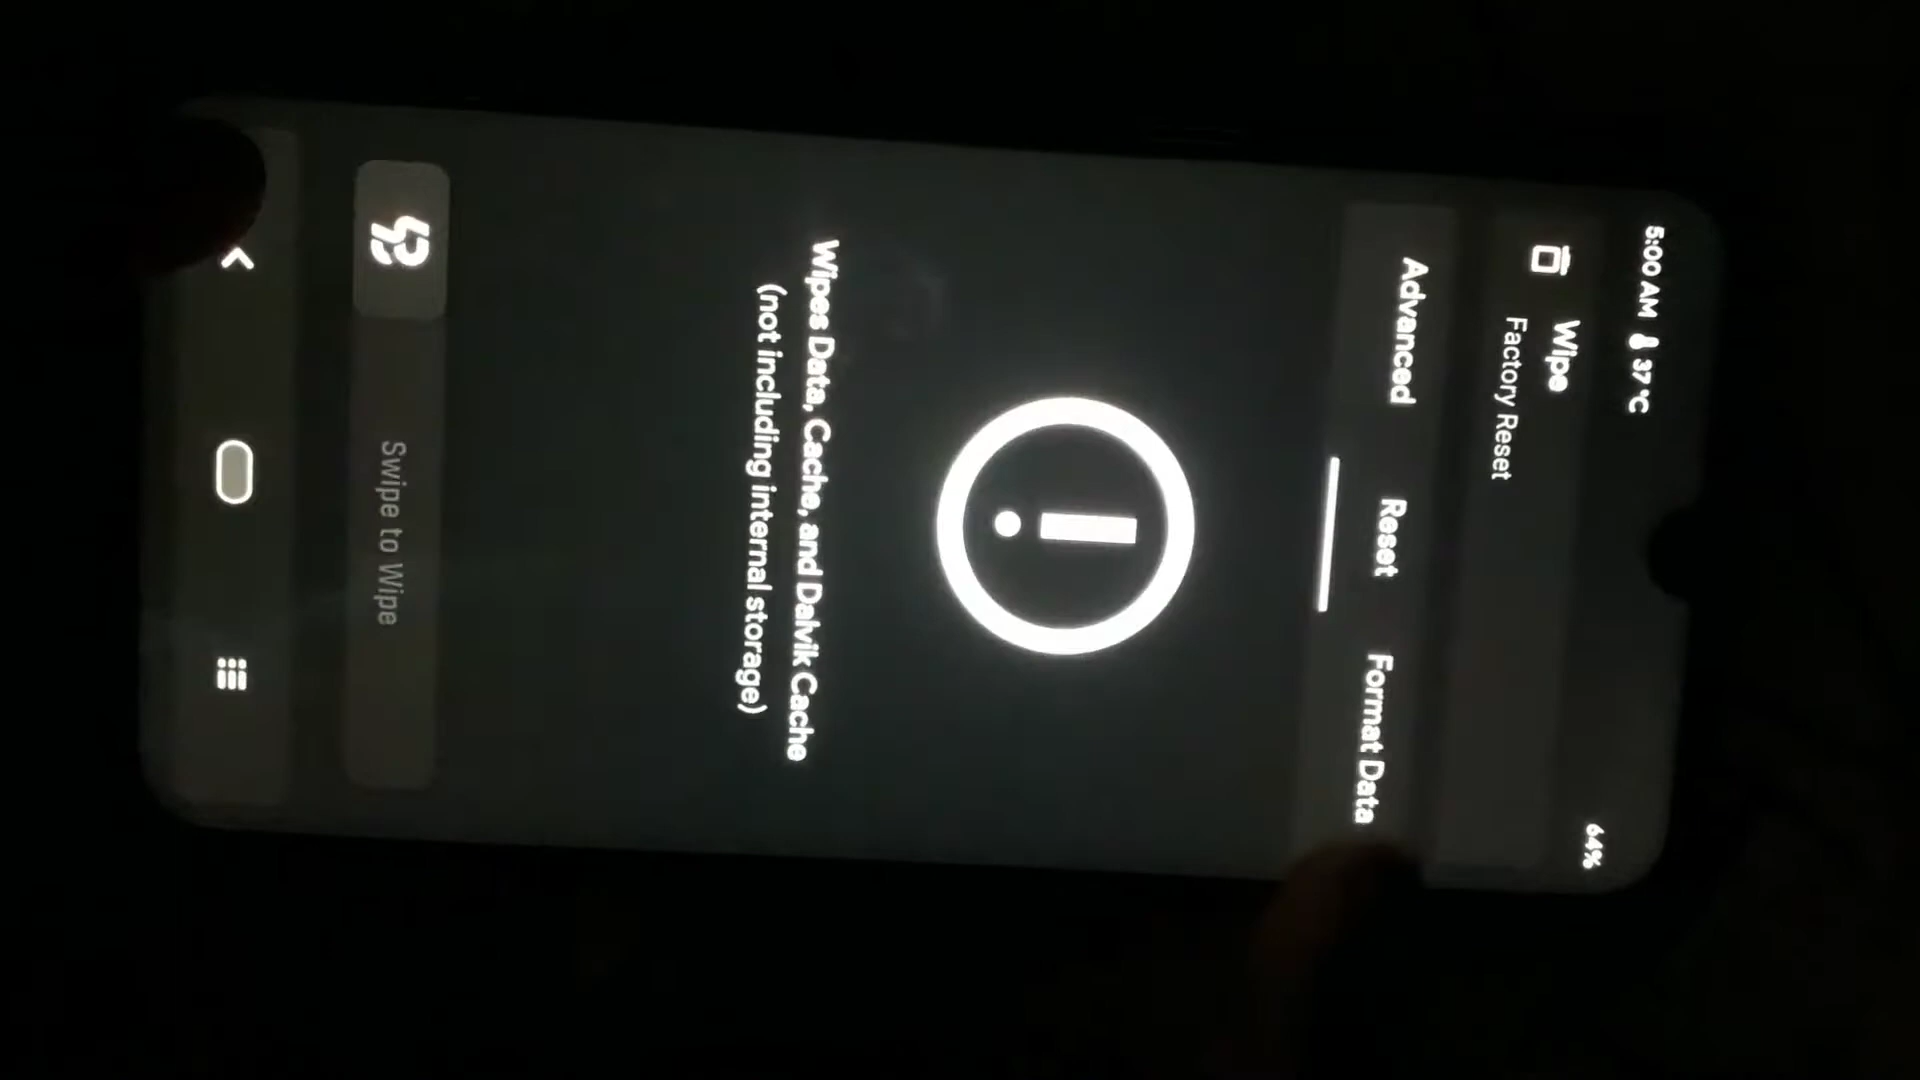 5:00 AM 37 °C 64%
Wipe
Factory Reset
Advanced Reset Format Data
Wipes Data, Cache, and Dalvik Cache
(not including internal storage)
Swipe to Wipe